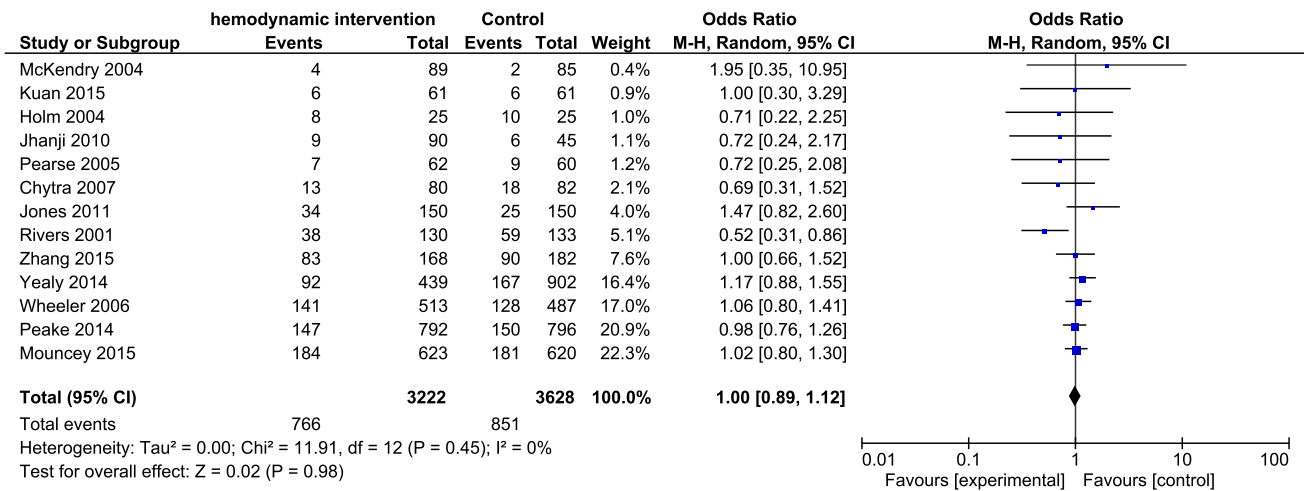 hemodynamic intervention Control Odds Ratio Odds Ratio
Study or Subgroup Events Total Events Total Weight M-H, Random, 95% CI M-H, Random, 95% CI
McKendry 2004 4 89 2 85 0.4% 1.95 [0.35, 10.95]
Kuan 2015 6 61 6 61 0.9% 1.00 [0.30, 3.29]
Holm 2004 8 25 10 25 1.0% 0.71 [0.22, 2.25]
Jhanji 2010 9 90 6 45 1.1% 0.72 [0.24, 2.17]
Pearse 2005 7 62 9 60 1.2% 0.72 [0.25, 2.08]
Chytra 2007 13 80 18 82 2.1% 0.69 [0.31, 1.52]
Jones 2011 34 150 25 150 4.0% 1.47 [0.82, 2.60]
Rivers 2001 38 130 59 133 5.1% 0.52 [0.31, 0.86]
Zhang 2015 83 168 90 182 7.6% 1.00 [0.66, 1.52]
Yealy 2014 92 439 167 902 16.4% 1.17 [0.88, 1.55]
Wheeler 2006 141 513 128 487 17.0% 1.06 [0.80, 1.41]
Peake 2014 147 792 150 796 20.9% 0.98 [0.76, 1.26]
Mouncey 2015 184 623 181 620 22.3% 1.02 [0.80, 1.30]
Total (95% CI) 3222 3628 100.0% 1.00 [0.89, 1.12]
Total events 766 851
Heterogeneity: Tau² = 0.00; Chi² = 11.91, df = 12 (P = 0.45); I² = 0%
Test for overall effect: Z = 0.02 (P = 0.98)
0.01 0.1 1 10 100
Favours [experimental] Favours [control]